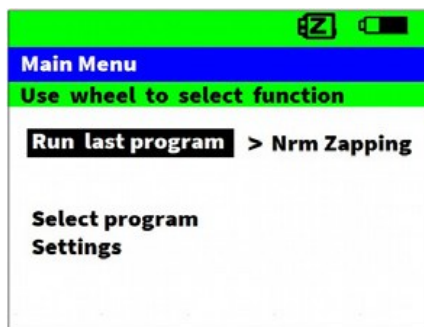 Z
Main Menu
Use wheel to select function
Run last program > Nrm Zapping
Select program
Settings